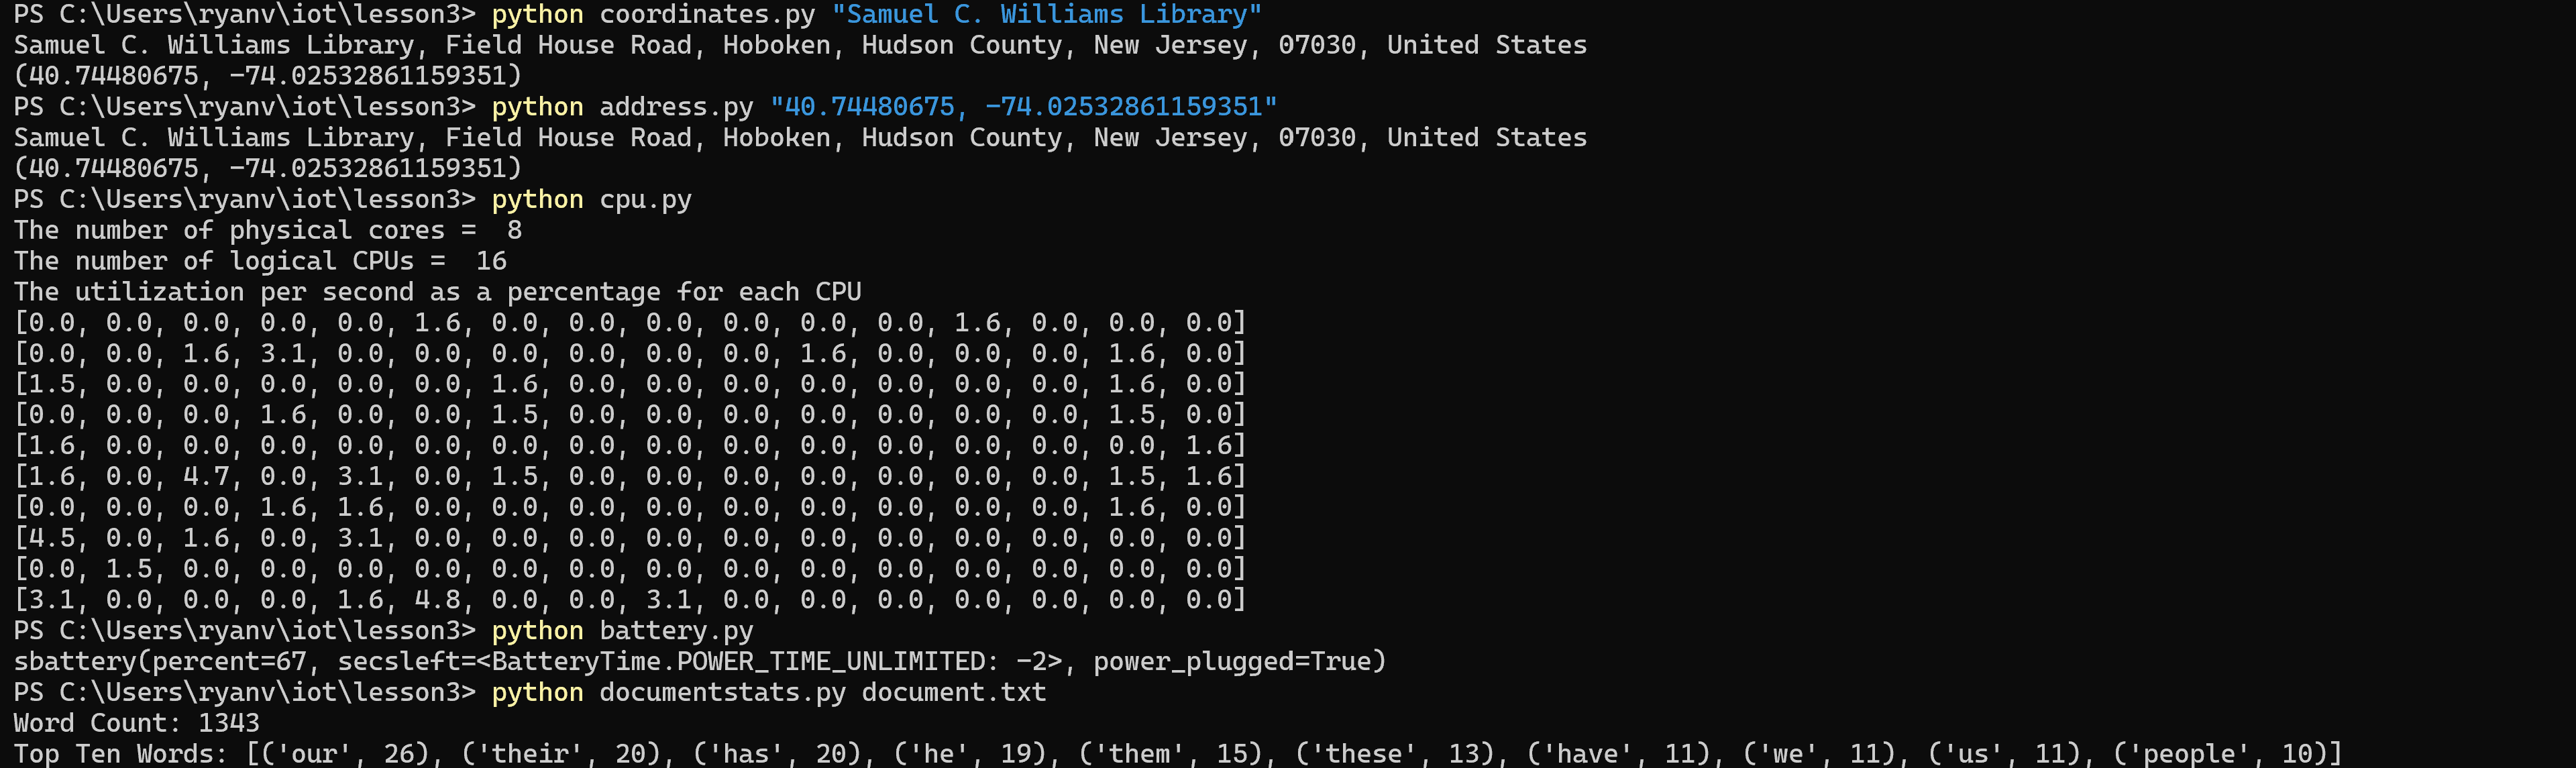 PS C:\Users\ryanv\iot\lesson3> python coordinates.py "Samuel C. Williams Library"
Samuel C. Williams Library, Field House Road, Hoboken, Hudson County, New Jersey, 07030, United States
(40.74480675, -74.02532861159351)
PS C:\Users\ryanv\iot\lesson3> python address.py "40.74480675, -74.02532861159351"
Samuel C. Williams Library, Field House Road, Hoboken, Hudson County, New Jersey, 07030, United States
(40.74480675, -74.02532861159351)
PS C:\Users\ryanv\iot\lesson3> python cpu.py
The number of physical cores =  8
The number of logical CPUs =  16
The utilization per second as a percentage for each CPU
[0.0, 0.0, 0.0, 0.0, 0.0, 1.6, 0.0, 0.0, 0.0, 0.0, 0.0, 0.0, 1.6, 0.0, 0.0, 0.0]
[0.0, 0.0, 1.6, 3.1, 0.0, 0.0, 0.0, 0.0, 0.0, 0.0, 1.6, 0.0, 0.0, 0.0, 1.6, 0.0]
[1.5, 0.0, 0.0, 0.0, 0.0, 0.0, 1.6, 0.0, 0.0, 0.0, 0.0, 0.0, 0.0, 0.0, 1.6, 0.0]
[0.0, 0.0, 0.0, 1.6, 0.0, 0.0, 1.5, 0.0, 0.0, 0.0, 0.0, 0.0, 0.0, 0.0, 1.5, 0.0]
[1.6, 0.0, 0.0, 0.0, 0.0, 0.0, 0.0, 0.0, 0.0, 0.0, 0.0, 0.0, 0.0, 0.0, 0.0, 1.6]
[1.6, 0.0, 4.7, 0.0, 3.1, 0.0, 1.5, 0.0, 0.0, 0.0, 0.0, 0.0, 0.0, 0.0, 1.5, 1.6]
[0.0, 0.0, 0.0, 1.6, 1.6, 0.0, 0.0, 0.0, 0.0, 0.0, 0.0, 0.0, 0.0, 0.0, 1.6, 0.0]
[4.5, 0.0, 1.6, 0.0, 3.1, 0.0, 0.0, 0.0, 0.0, 0.0, 0.0, 0.0, 0.0, 0.0, 0.0, 0.0]
[0.0, 1.5, 0.0, 0.0, 0.0, 0.0, 0.0, 0.0, 0.0, 0.0, 0.0, 0.0, 0.0, 0.0, 0.0, 0.0]
[3.1, 0.0, 0.0, 0.0, 1.6, 4.8, 0.0, 0.0, 3.1, 0.0, 0.0, 0.0, 0.0, 0.0, 0.0, 0.0]
PS C:\Users\ryanv\iot\lesson3> python battery.py
sbattery(percent=67, secsleft=<BatteryTime.POWER_TIME_UNLIMITED: -2>, power_plugged=True)
PS C:\Users\ryanv\iot\lesson3> python documentstats.py document.txt
Word Count: 1343
Top Ten Words: [('our', 26), ('their', 20), ('has', 20), ('he', 19), ('them', 15), ('these', 13), ('have', 11), ('we', 11), ('us', 11), ('people', 10)]